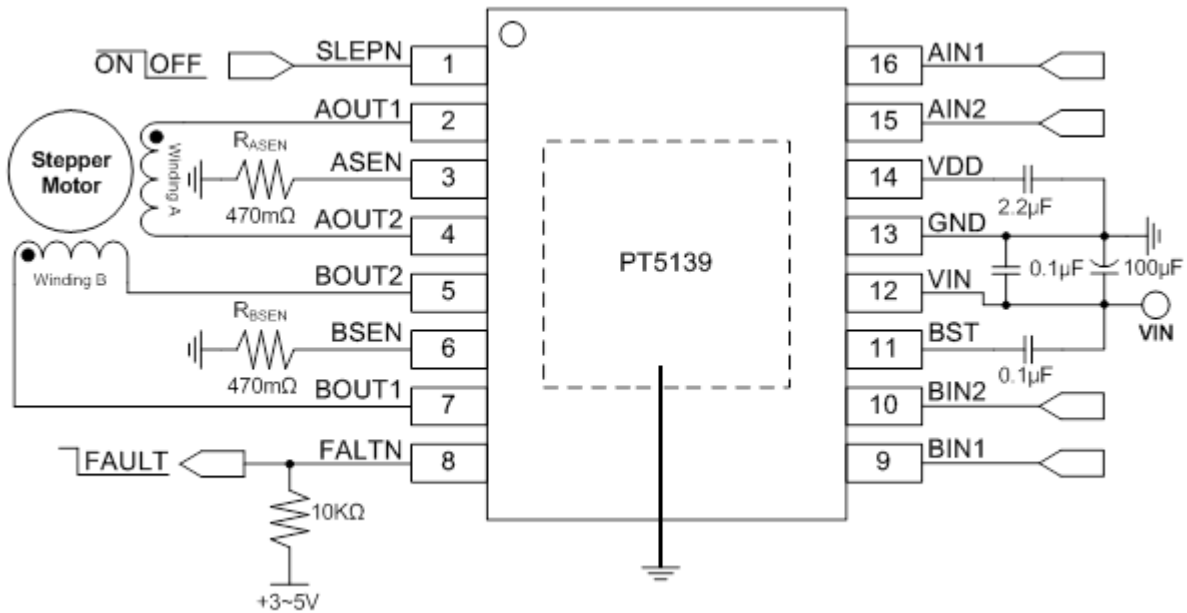 ON OFF
SLEPN
1
AOUT1
2
Stepper
Motor
Winding A
RASEN
470mΩ
ASEN
3
AOUT2
4
Winding B
BOUT2
5
RBSEN
470mΩ
BSEN
6
BOUT1
7
FAULT
FALTN
8
10KΩ
+3~5V
PT5139
16
AIN1
15
AIN2
14
VDD
2.2µF
13
GND
0.1µF
100µF
12
VIN
VIN
11
BST
0.1µF
10
BIN2
9
BIN1